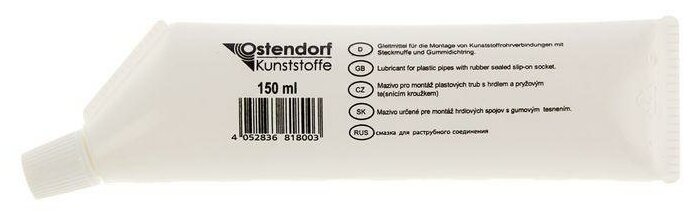 Ostendorf
Kunststoffe
150 ml
4 052836 818003
D Gleitmittel für die Montage von Kunststoffrohrverbindungen mit
Steckmuffe und Gummidichtring.
GB Lubricant for plastic pipes with rubber sealed slip-on socket.
CZ Mazivo pro montáž plastových trub s hrdlem a pryžovým
te(snícím kroužkem)
SK Mazivo určené pre montáž hrdlových spojov s gumovým tesnením.
RUS смазка для раструбного соединения